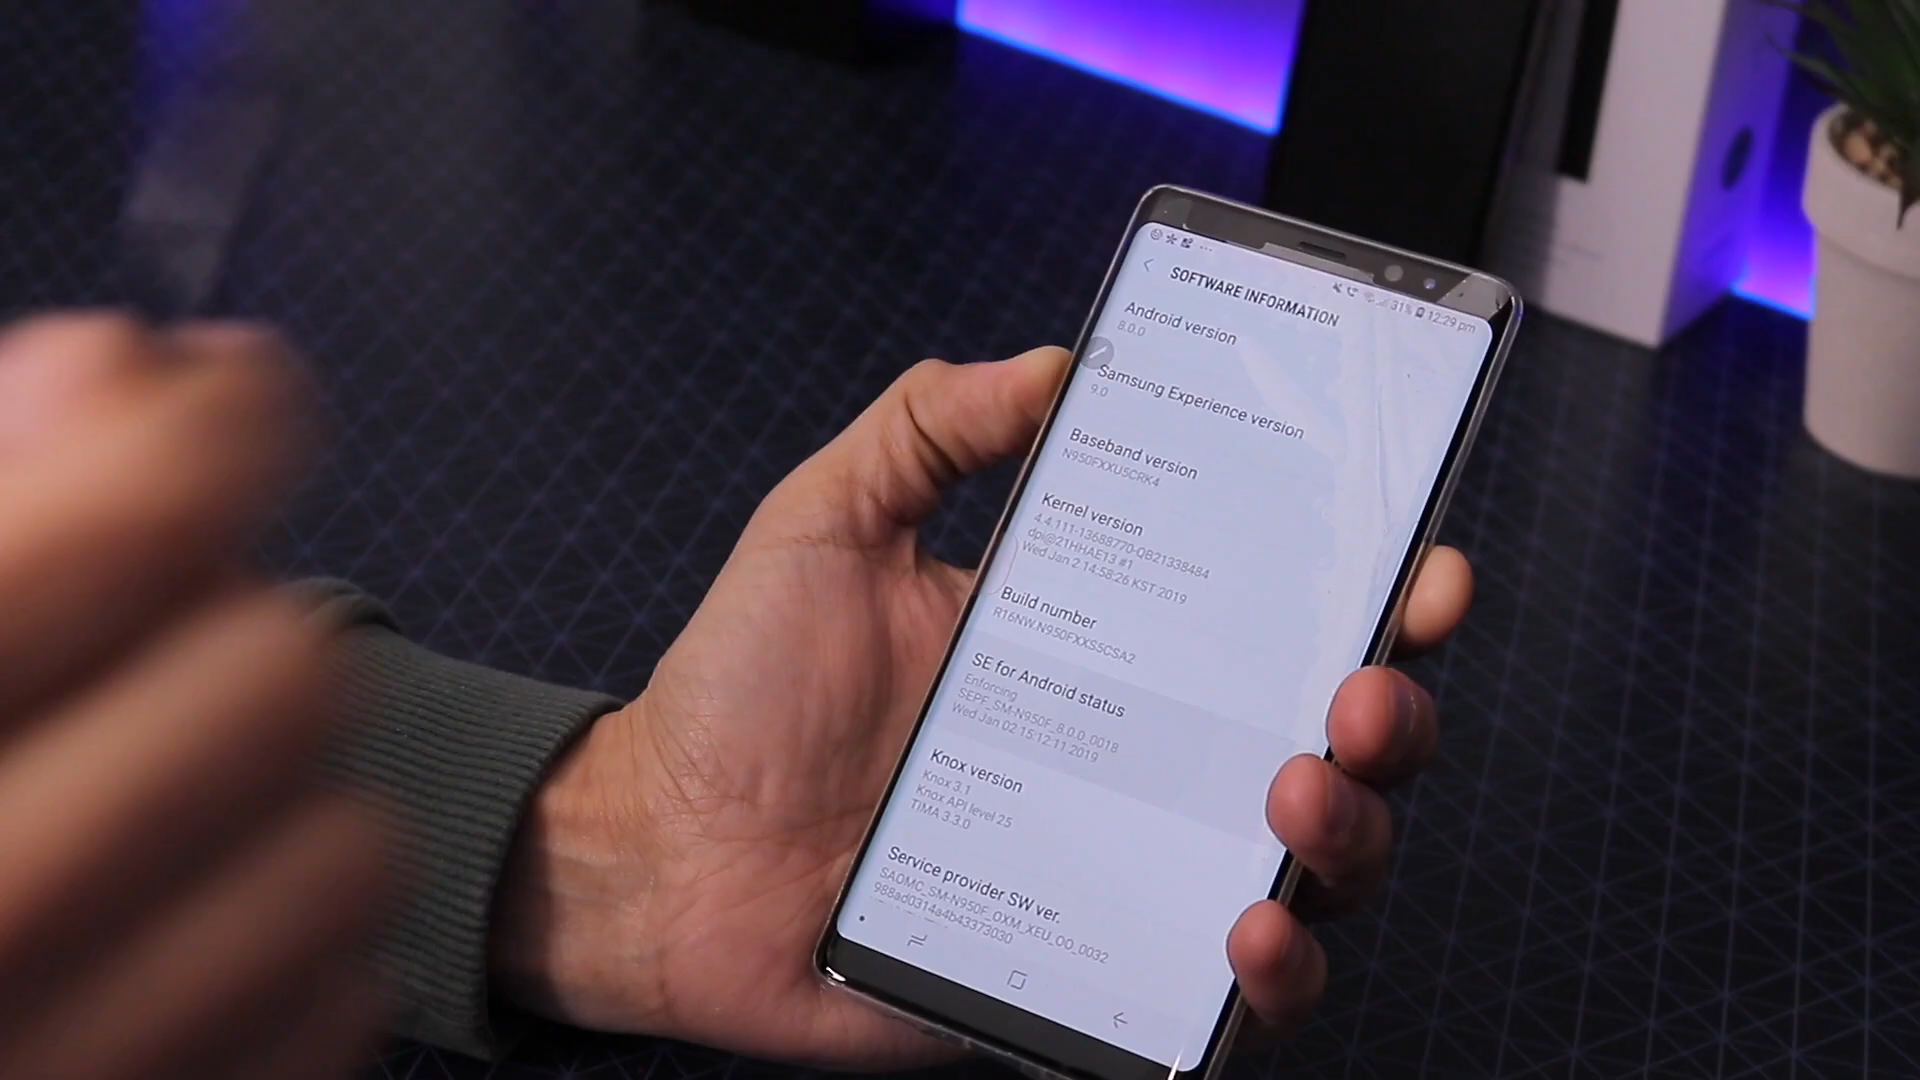 31% 12:29 pm
SOFTWARE INFORMATION
Android version
8.0.0
Samsung Experience version
9.0
Baseband version
N950FXXU5CRK4
Kernel version
4.4.111-13688770-QB21338484
dpi@21HHAE13 #1
Wed Jan 2 14:58:26 KST 2019
Build number
R16NW.N950FXXS5CSA2
SE for Android status
Enforcing
SEPF_SM-N950F_8.0.0_0018
Wed Jan 02 15:12:11 2019
Knox version
Knox 3.1
Knox API level 25
TIMA 3.3.0
Service provider SW ver.
SAOMC_SM-N950F_OXM_XEU_OO_0032
988ad0314a4b43373030